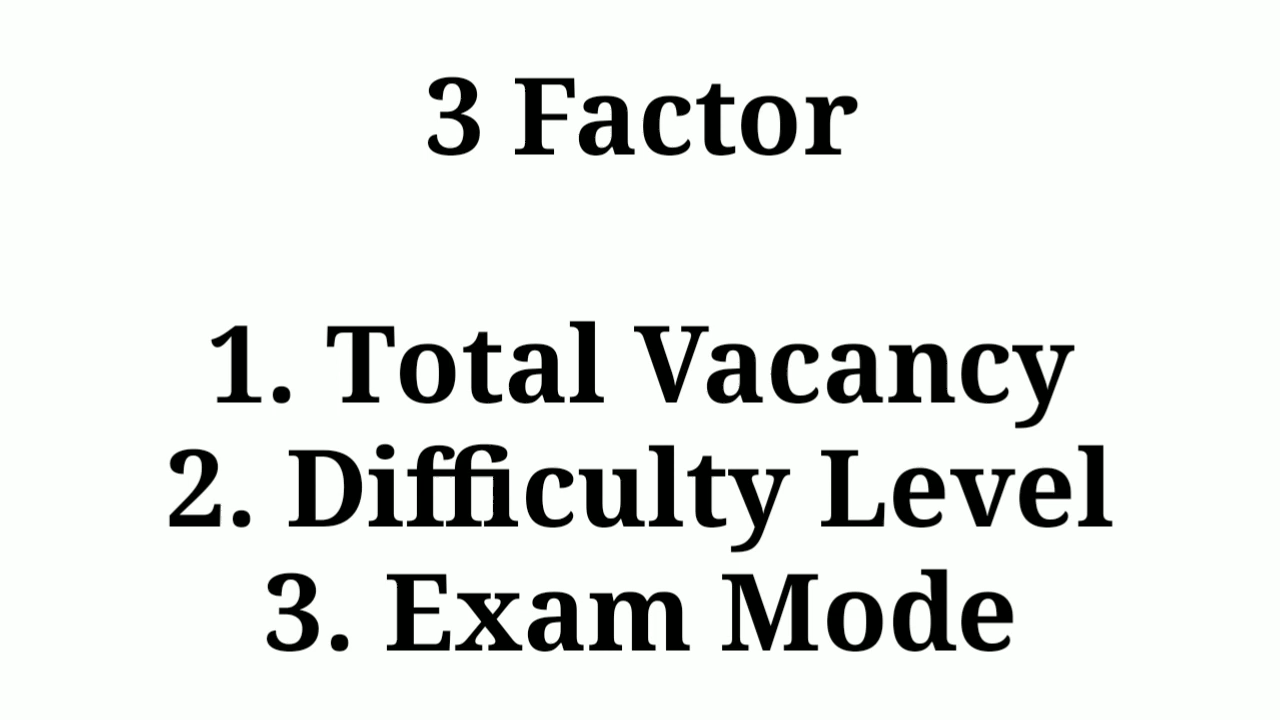 3 Factor
1. Total Vacancy
2. Difficulty Level
3. Exam Mode